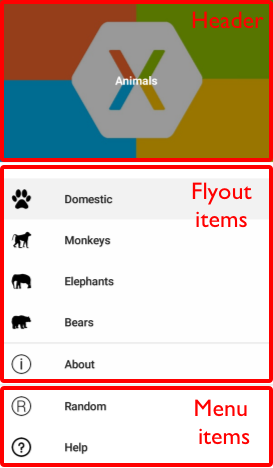 Header
Animals
Domestic
Flyout
items
Monkeys
Elephants
Bears
About
Ⓡ Random
Menu
items
Help